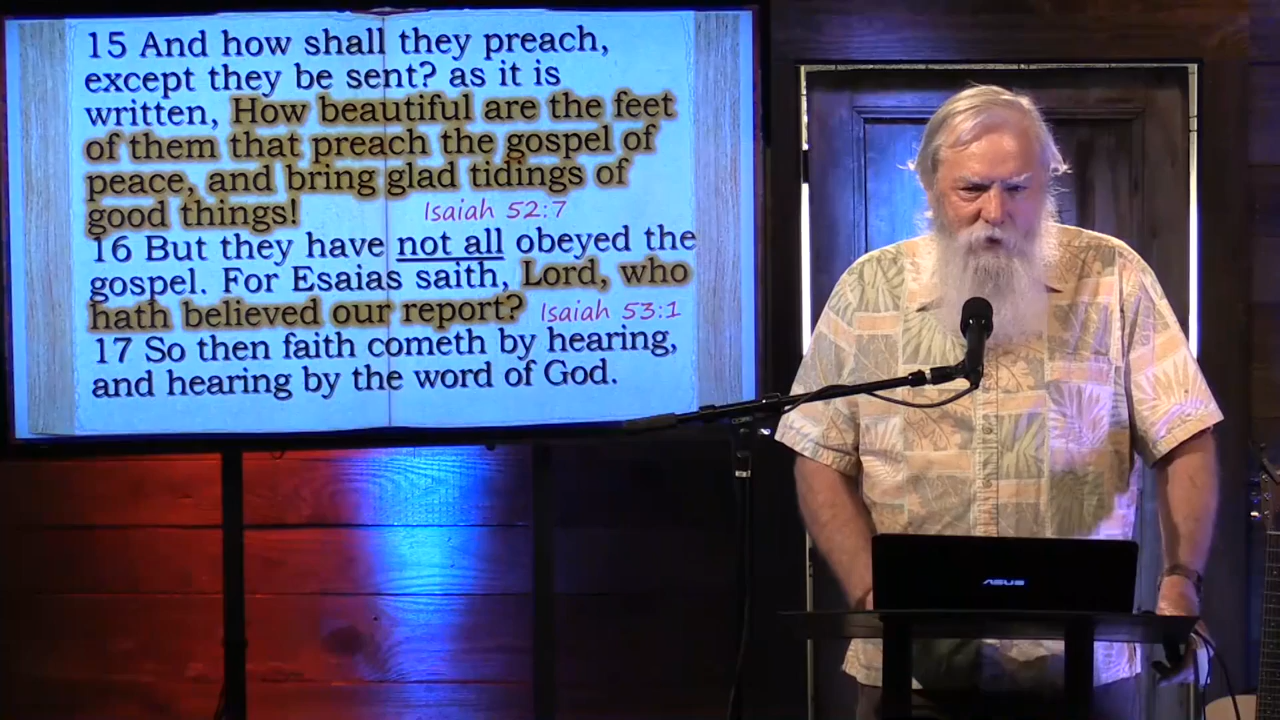 15 And how shall they preach,
except they be sent? as it is
written, How beautiful are the feet
of them that preach the gospel of
peace, and bring glad tidings of
good things! Isaiah 52:7
16 But they have not all obeyed the
gospel. For Esaias saith, Lord, who
hath believed our report? Isaiah 53:1
17 So then faith cometh by hearing,
and hearing by the word of God.
ASUS